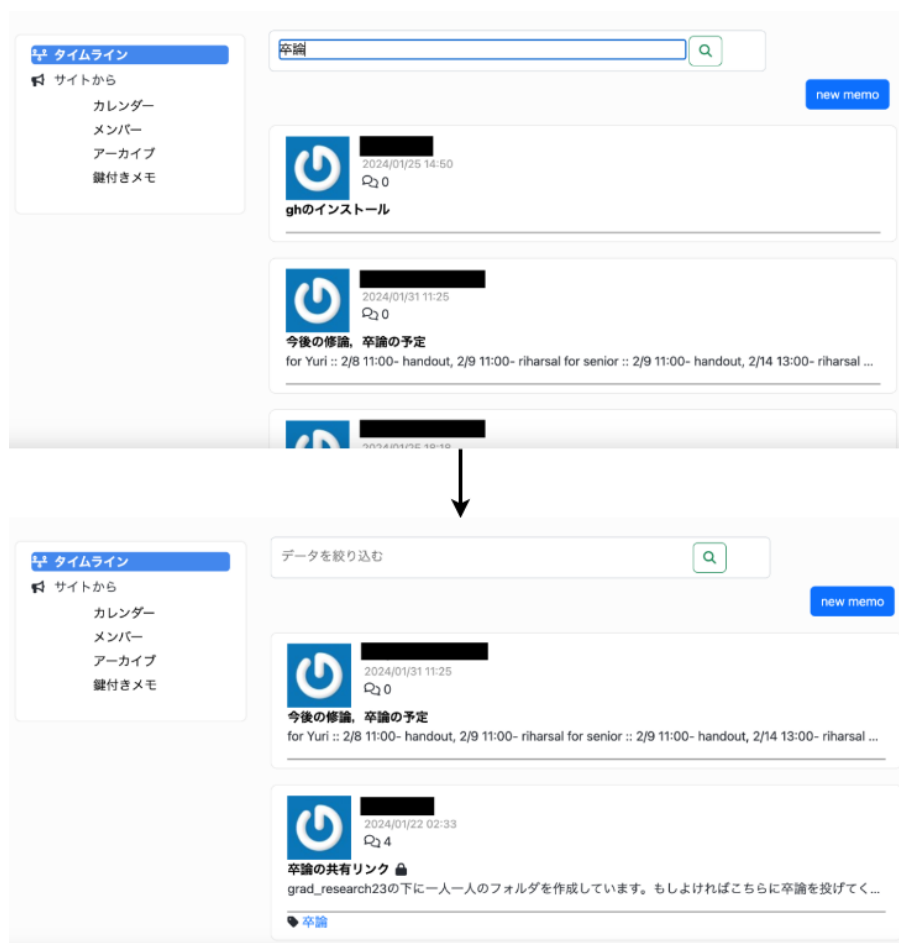 タイムライン
サイトから
カレンダー
メンバー
アーカイブ
鍵付きメモ
卒論
new memo
2024/01/25 14:50
0
ghのインストール
2024/01/31 11:25
0
今後の修論，卒論の予定
for Yuri :: 2/8 11:00- handout, 2/9 11:00- riharsal for senior :: 2/9 11:00- handout, 2/14 13:00- riharsal ...
2024/01/25 18:18
タイムライン
サイトから
カレンダー
メンバー
アーカイブ
鍵付きメモ
データを絞り込む
new memo
2024/01/31 11:25
0
今後の修論，卒論の予定
for Yuri :: 2/8 11:00- handout, 2/9 11:00- riharsal for senior :: 2/9 11:00- handout, 2/14 13:00- riharsal ...
2024/01/22 02:33
4
卒論の共有リンク
grad_research23の下に一人一人のフォルダを作成しています。もしよければこちらに卒論を投げてく...
卒論